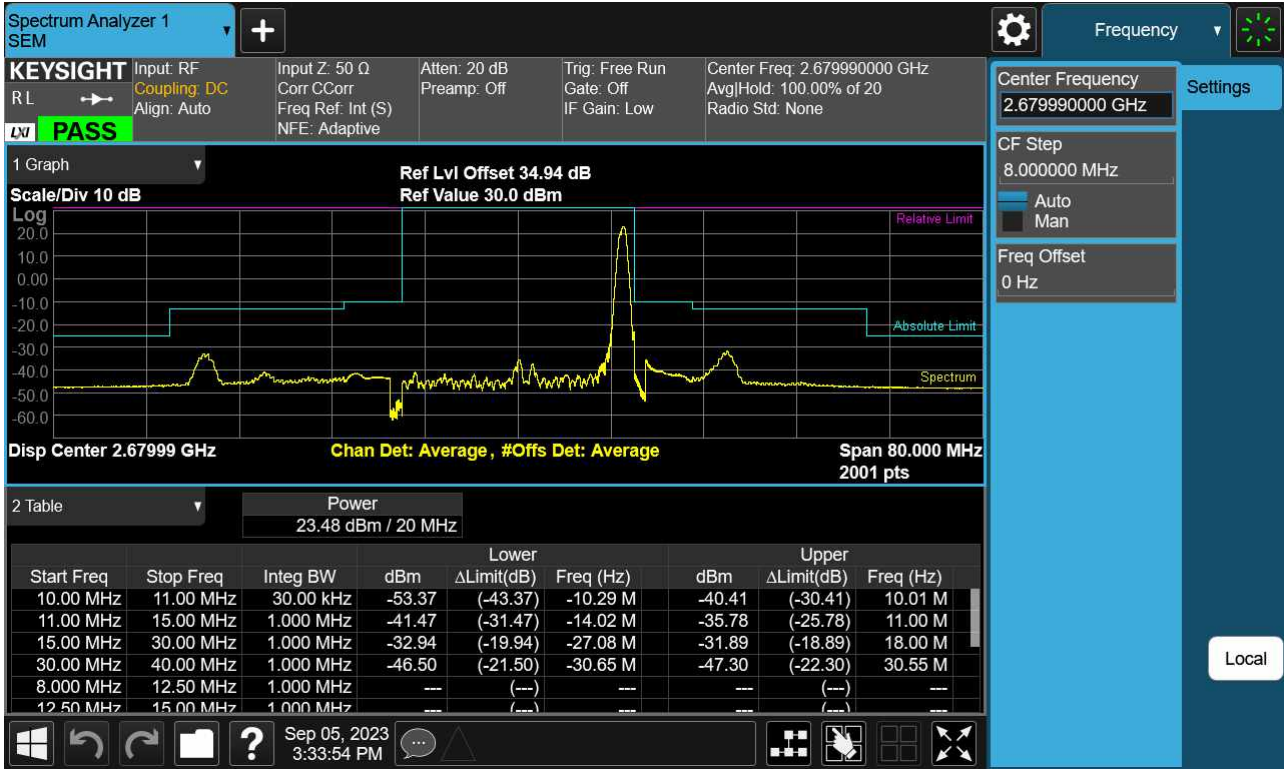 Spectrum Analyzer 1
SEM
Frequency
KEYSIGHT
R L
LXI
PASS
Input: RF
Coupling: DC
Align: Auto
Input Z: 50 Ω
Corr CCorr
Freq Ref: Int (S)
NFE: Adaptive
Atten: 20 dB
Preamp: Off
Trig: Free Run
Gate: Off
IF Gain: Low
Center Freq: 2.679990000 GHz
Avg|Hold: 100.00% of 20
Radio Std: None
Center Frequency
2.679990000 GHz
Settings
CF Step
8.000000 MHz
Auto
Man
Freq Offset
0 Hz
Local
1 Graph
Scale/Div 10 dB
Ref Lvl Offset 34.94 dB
Ref Value 30.0 dBm
Log
20.0
10.0
0.00
-10.0
-20.0
-30.0
-40.0
-50.0
-60.0
Relative Limit
Absolute Limit
Spectrum
Disp Center 2.67999 GHz
Chan Det: Average , #Offs Det: Average
Span 80.000 MHz
2001 pts
2 Table
Power
23.48 dBm / 20 MHz
Lower Upper
Start Freq Stop Freq Integ BW dBm ΔLimit(dB) Freq (Hz) dBm ΔLimit(dB) Freq (Hz)
10.00 MHz 11.00 MHz 30.00 kHz -53.37 (-43.37) -10.29 M -40.41 (-30.41) 10.01 M
11.00 MHz 15.00 MHz 1.000 MHz -41.47 (-31.47) -14.02 M -35.78 (-25.78) 11.00 M
15.00 MHz 30.00 MHz 1.000 MHz -32.94 (-19.94) -27.08 M -31.89 (-18.89) 18.00 M
30.00 MHz 40.00 MHz 1.000 MHz -46.50 (-21.50) -30.65 M -47.30 (-22.30) 30.55 M
8.000 MHz 12.50 MHz 1.000 MHz --- (---) --- --- (---) ---
12.50 MHz 15.00 MHz 1.000 MHz --- (---) --- --- (---) ---
Sep 05, 2023
3:33:54 PM